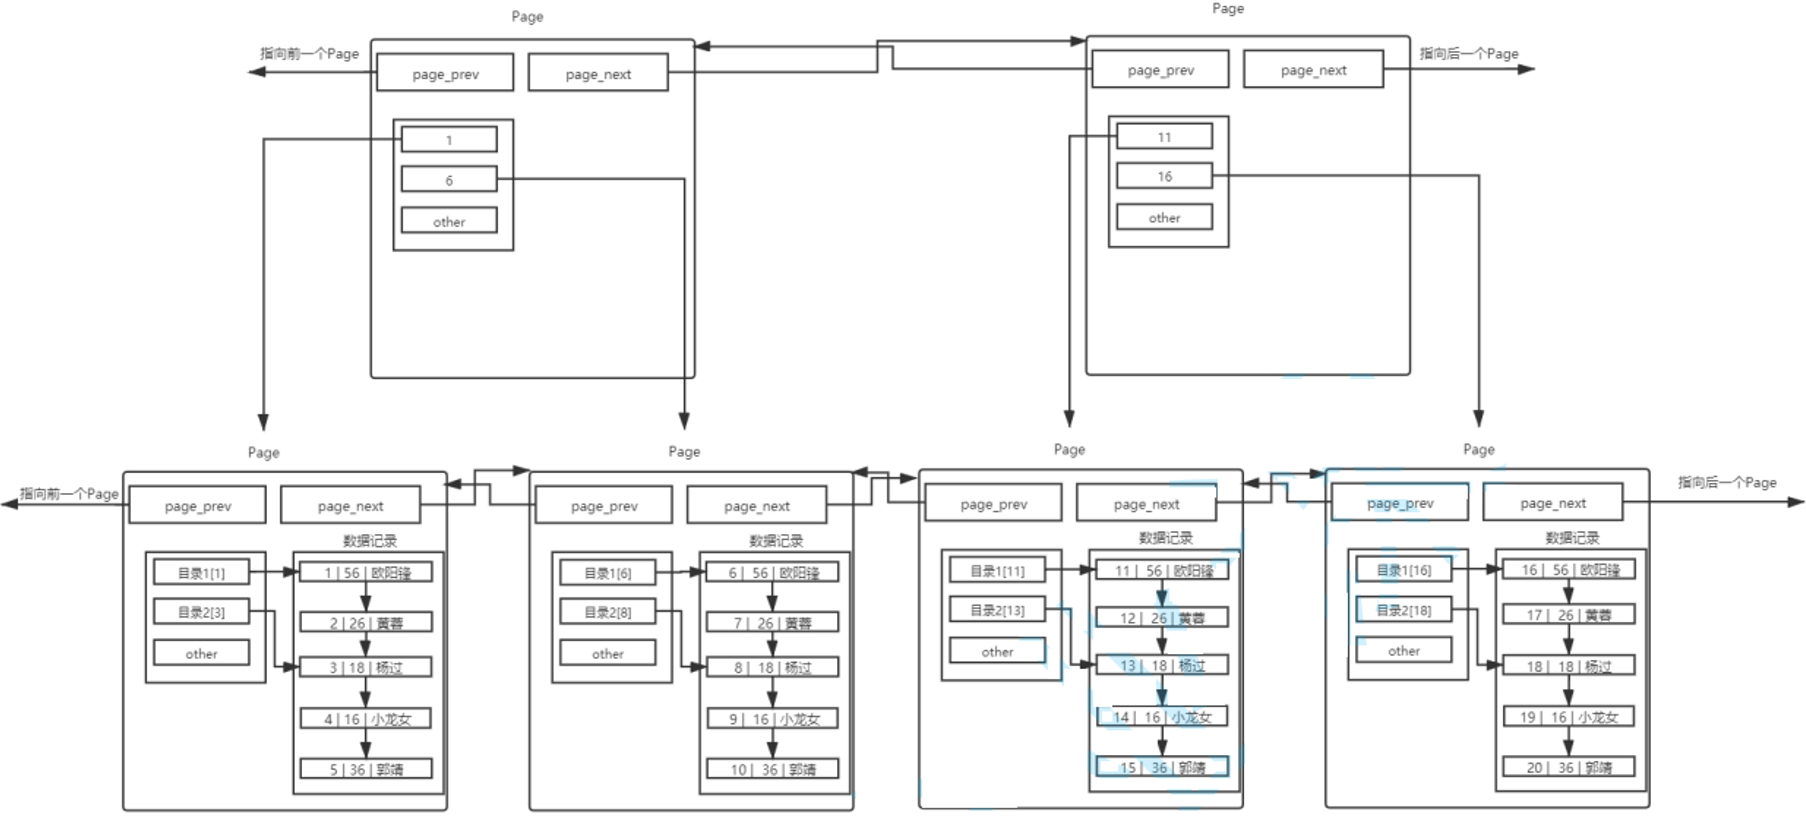 Page
Page
指向前一个Page
page_prev
page_next
page_prev
page_next
指向后一个Page
1
6
other
11
16
other
Page
Page
Page
Page
指向前一个Page
page_prev
page_next
数据记录
目录1[1]
目录2[3]
other
1 | 56 | 欧阳锋
2 | 26 | 黄蓉
3 | 18 | 杨过
4 | 16 | 小龙女
5 | 36 | 郭靖
page_prev
page_next
数据记录
目录1[6]
目录2[8]
other
6 | 56 | 欧阳锋
7 | 26 | 黄蓉
8 | 18 | 杨过
9 | 16 | 小龙女
10 | 36 | 郭靖
page_prev
page_next
数据记录
目录1[11]
目录2[13]
other
11 | 56 | 欧阳锋
12 | 26 | 黄蓉
13 | 18 | 杨过
14 | 16 | 小龙女
15 | 36 | 郭靖
page_prev
page_next
指向后一个Page
数据记录
目录1[16]
目录2[18]
other
16 | 56 | 欧阳锋
17 | 26 | 黄蓉
18 | 18 | 杨过
19 | 16 | 小龙女
20 | 36 | 郭靖